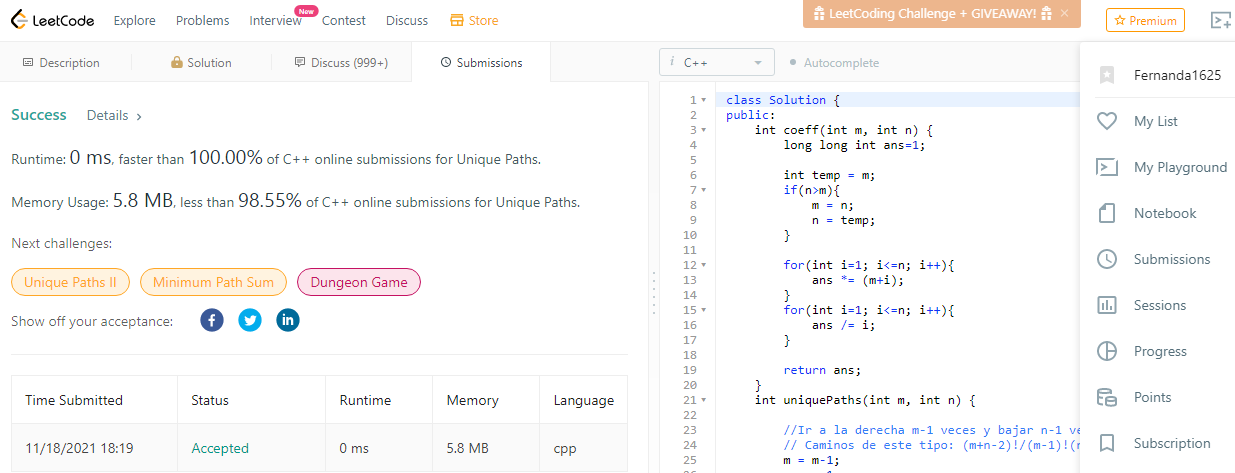 LeetCode Explore Problems Interview New Contest Discuss Store LeetCoding Challenge + GIVEAWAY! × Premium
Description Solution Discuss (999+) Submissions
i C++ Autocomplete
Success Details >
Runtime: 0 ms, faster than 100.00% of C++ online submissions for Unique Paths.
Memory Usage: 5.8 MB, less than 98.55% of C++ online submissions for Unique Paths.
Next challenges:
Unique Paths II Minimum Path Sum Dungeon Game
Show off your acceptance:
Time Submitted Status Runtime Memory Language
11/18/2021 18:19 Accepted 0 ms 5.8 MB cpp
1 class Solution {
2 public:
3 int coeff(int m, int n) {
4 long long int ans=1;
5
6 int temp = m;
7 if(n>m){
8 m = n;
9 n = temp;
10 }
11
12 for(int i=1; i<=n; i++){
13 ans *= (m+i);
14 }
15 for(int i=1; i<=n; i++){
16 ans /= i;
17 }
18
19 return ans;
20 }
21 int uniquePaths(int m, int n) {
22
23 //Ir a la derecha m-1 veces y bajar n-1 ve
24 // Caminos de este tipo: (m+n-2)!/(m-1)!(n
25 m = m-1;
Fernanda1625
My List
My Playground
Notebook
Submissions
Sessions
Progress
Points
Subscription